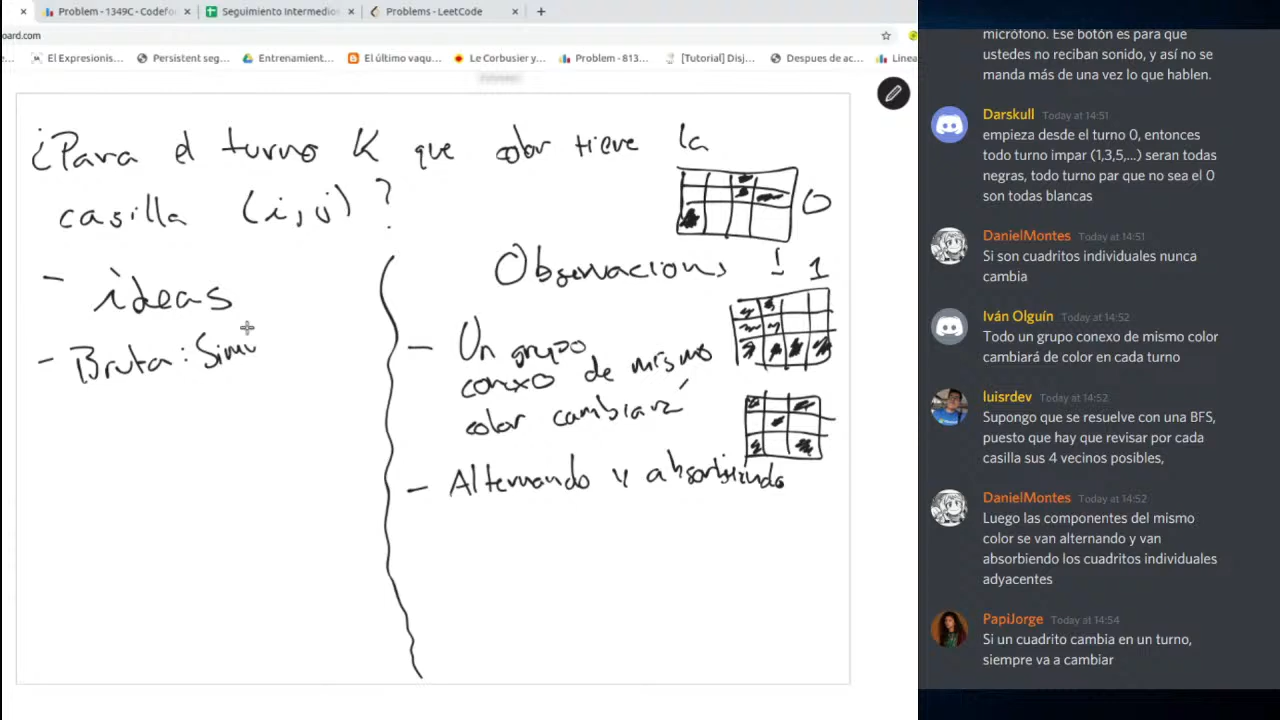 Problem - 1349C - Codefo
Seguimiento Intermedio
Problems - LeetCode
oard.com
El Expresionis...
Persistent seg...
Entrenamient...
El último vaqu...
Le Corbusier y...
Problem - 813...
[Tutorial] Disj...
Despues de ac...
Linea
¿Para el turno K que color tiene la
casilla (i, j) ?
0
- ideas
- Bruta: Simu
Observaciones !
1
- Un grupo
conexo de mismo
color cambiará
- Alternando y absorbiendo
micrófono. Ese botón es para que
ustedes no reciban sonido, y así no se
manda más de una vez lo que hablen.
Darskull Today at 14:51
empieza desde el turno 0, entonces
todo turno impar (1,3,5,...) seran todas
negras, todo turno par que no sea el 0
son todas blancas
DanielMontes Today at 14:51
Si son cuadritos individuales nunca
cambia
Iván Olguín Today at 14:52
Todo un grupo conexo de mismo color
cambiará de color en cada turno
luisrdev Today at 14:52
Supongo que se resuelve con una BFS,
puesto que hay que revisar por cada
casilla sus 4 vecinos posibles,
DanielMontes Today at 14:52
Luego las componentes del mismo
color se van alternando y van
absorbiendo los cuadritos individuales
adyacentes
PapiJorge Today at 14:54
Si un cuadrito cambia en un turno,
siempre va a cambiar